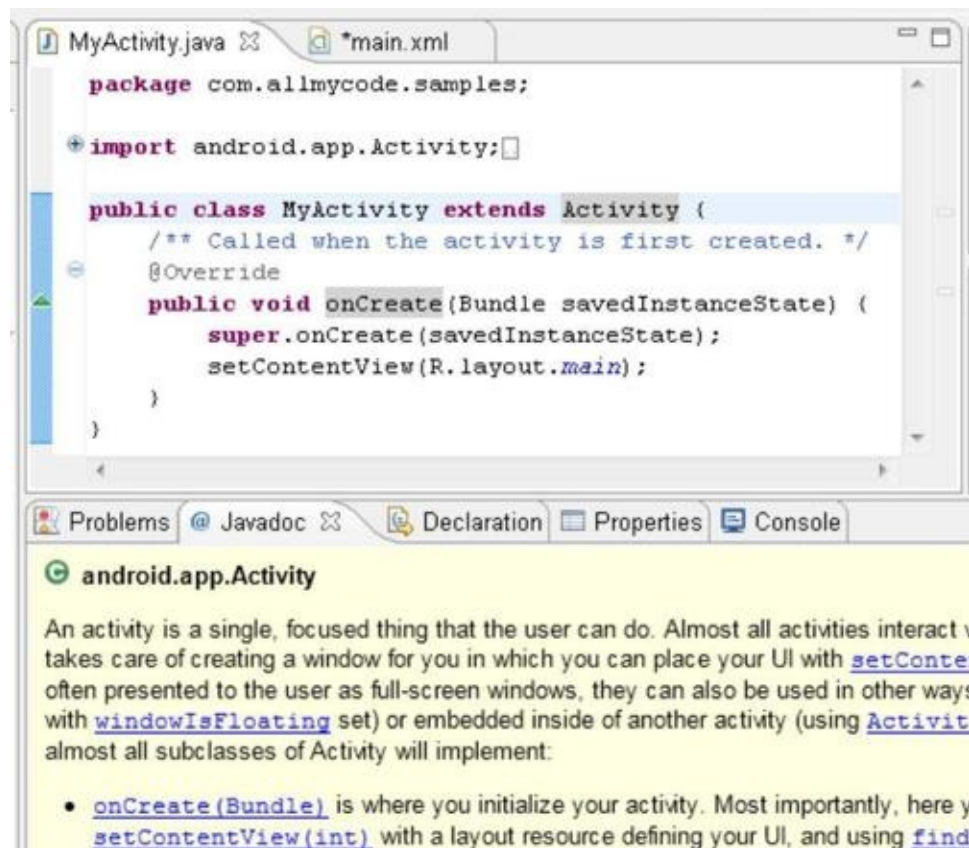 MyActivity.java *main.xml
package com.allmycode.samples;
import android.app.Activity;
public class MyActivity extends Activity {
/** Called when the activity is first created. */
@Override
public void onCreate(Bundle savedInstanceState) {
super.onCreate(savedInstanceState);
setContentView(R.layout.main);
}
}
Problems @ Javadoc Declaration Properties Console
android.app.Activity
An activity is a single, focused thing that the user can do. Almost all activities interact
takes care of creating a window for you in which you can place your UI with setConte
often presented to the user as full-screen windows, they can also be used in other ways
with windowIsFloating set) or embedded inside of another activity (using Activit
almost all subclasses of Activity will implement:
• onCreate(Bundle) is where you initialize your activity. Most importantly, here y
setContentView(int) with a layout resource defining your UI, and using find